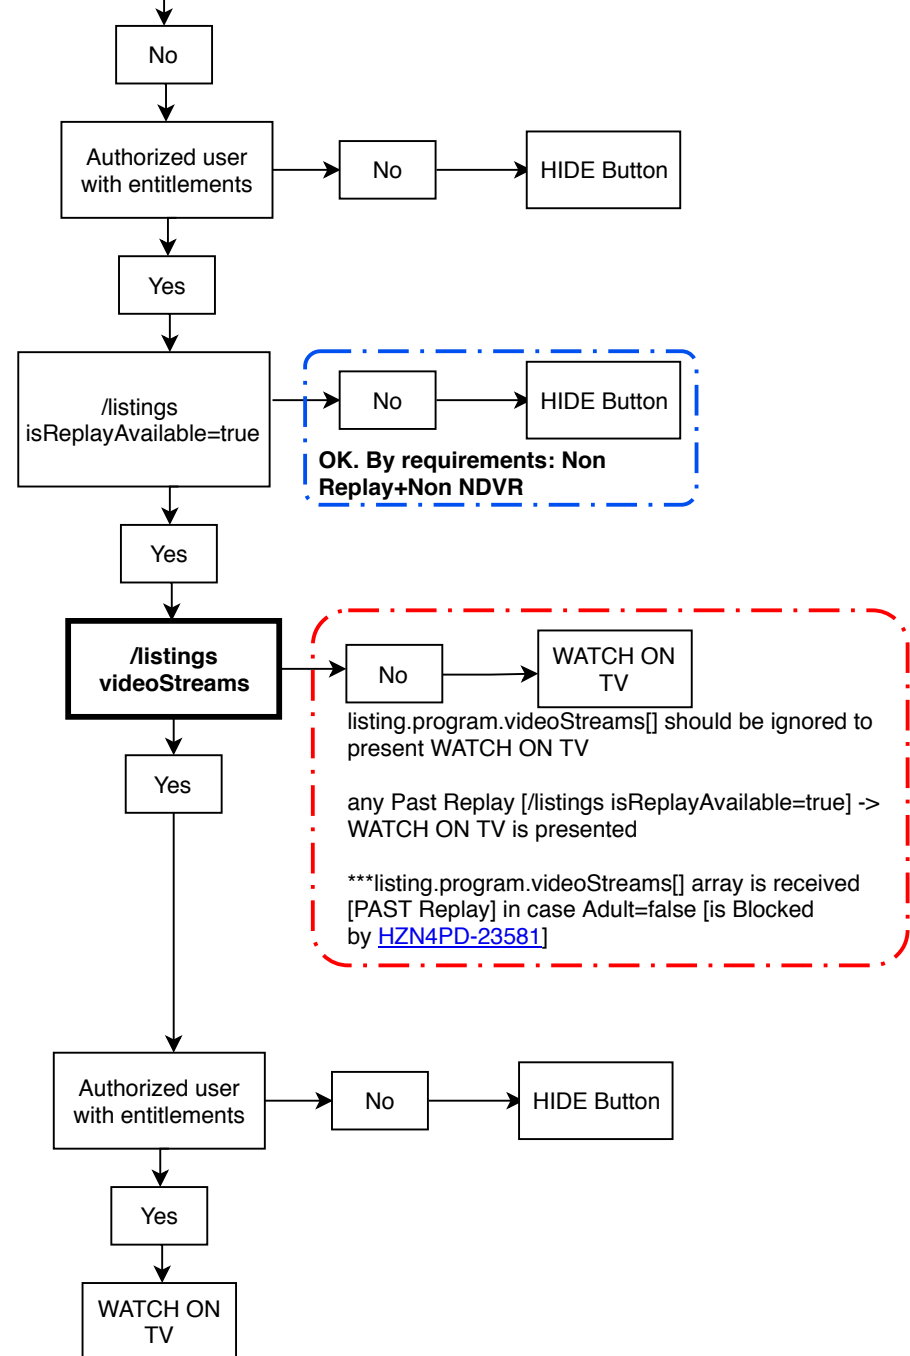 No
Authorized user
with entitlements
No
HIDE Button
Yes
/listings
isReplayAvailable=true
No
HIDE Button
OK. By requirements: Non
Replay+Non NDVR
Yes
/listings
videoStreams
No
WATCH ON
TV
listing.program.videoStreams[] should be ignored to
present WATCH ON TV
any Past Replay [/listings isReplayAvailable=true] ->
WATCH ON TV is presented
***listing.program.videoStreams[] array is received
[PAST Replay] in case Adult=false [is Blocked
by HZN4PD-23581]
Yes
Authorized user
with entitlements
No
HIDE Button
Yes
WATCH ON
TV